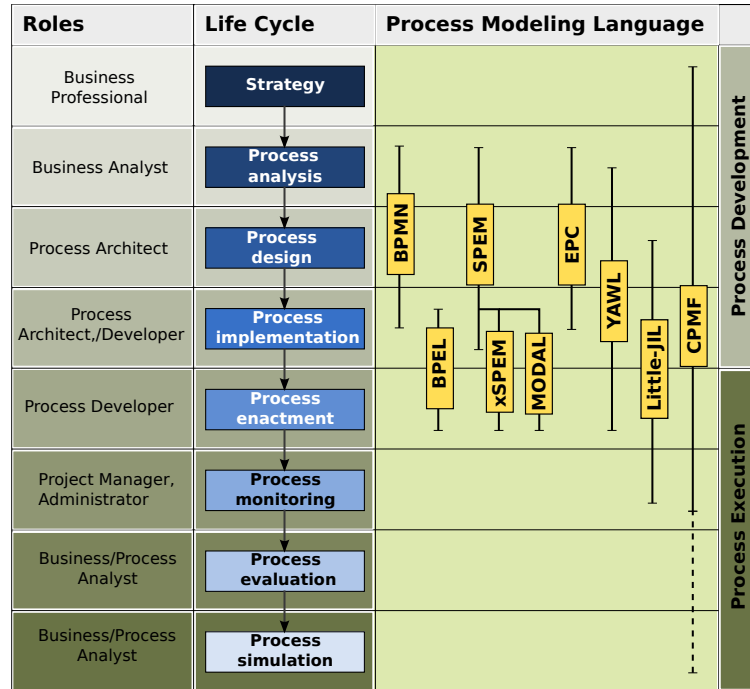 Roles
Life Cycle
Process Modeling Language
Business
Professional
Strategy
Business Analyst
Process
analysis
Process Architect
Process
design
Process
Architect,/Developer
Process
implementation
Process Developer
Process
enactment
Project Manager,
Administrator
Process
monitoring
Business/Process
Analyst
Process
evaluation
Business/Process
Analyst
Process
simulation
BPMN
BPEL
SPEM
xSPEM
MODAL
EPC
YAWL
Little-JIL
CPMF
Process Development
Process Execution